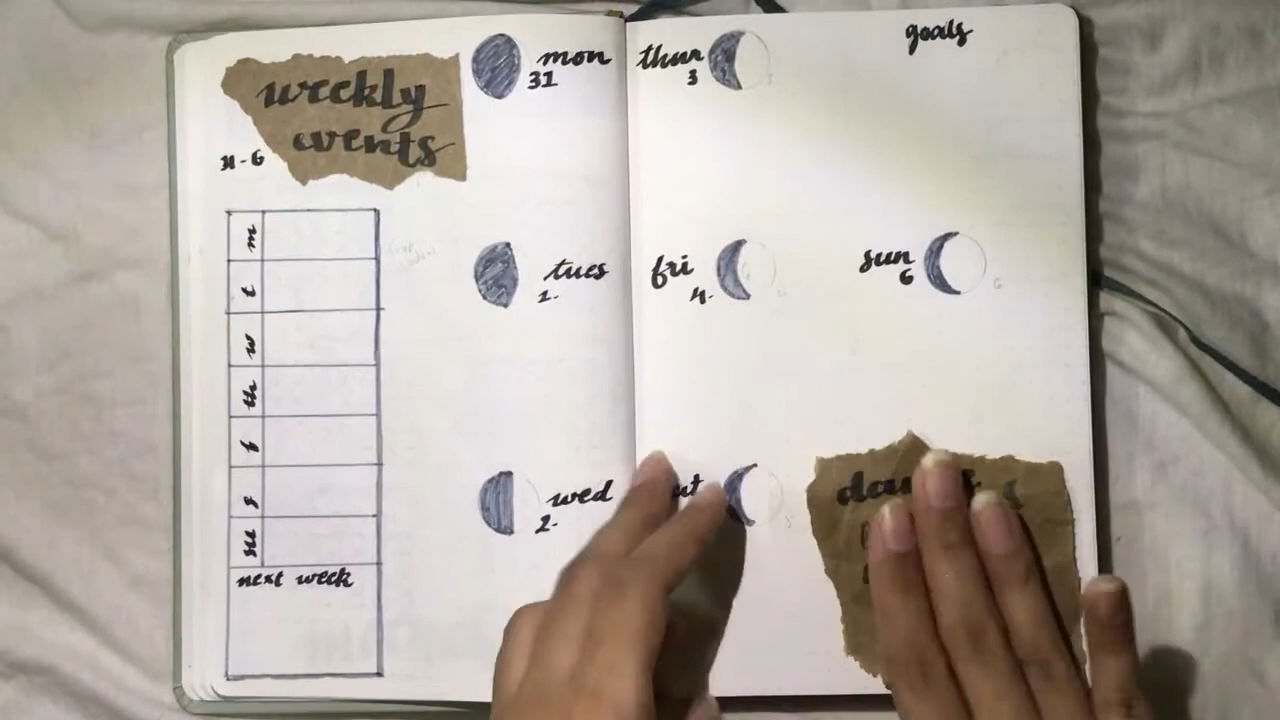 weekly
events
31-6
m
t
w
th
f
s
su
next week
mon
31
tues
1.
wed
2.
thur
3
fri
4.
goals
sun
6